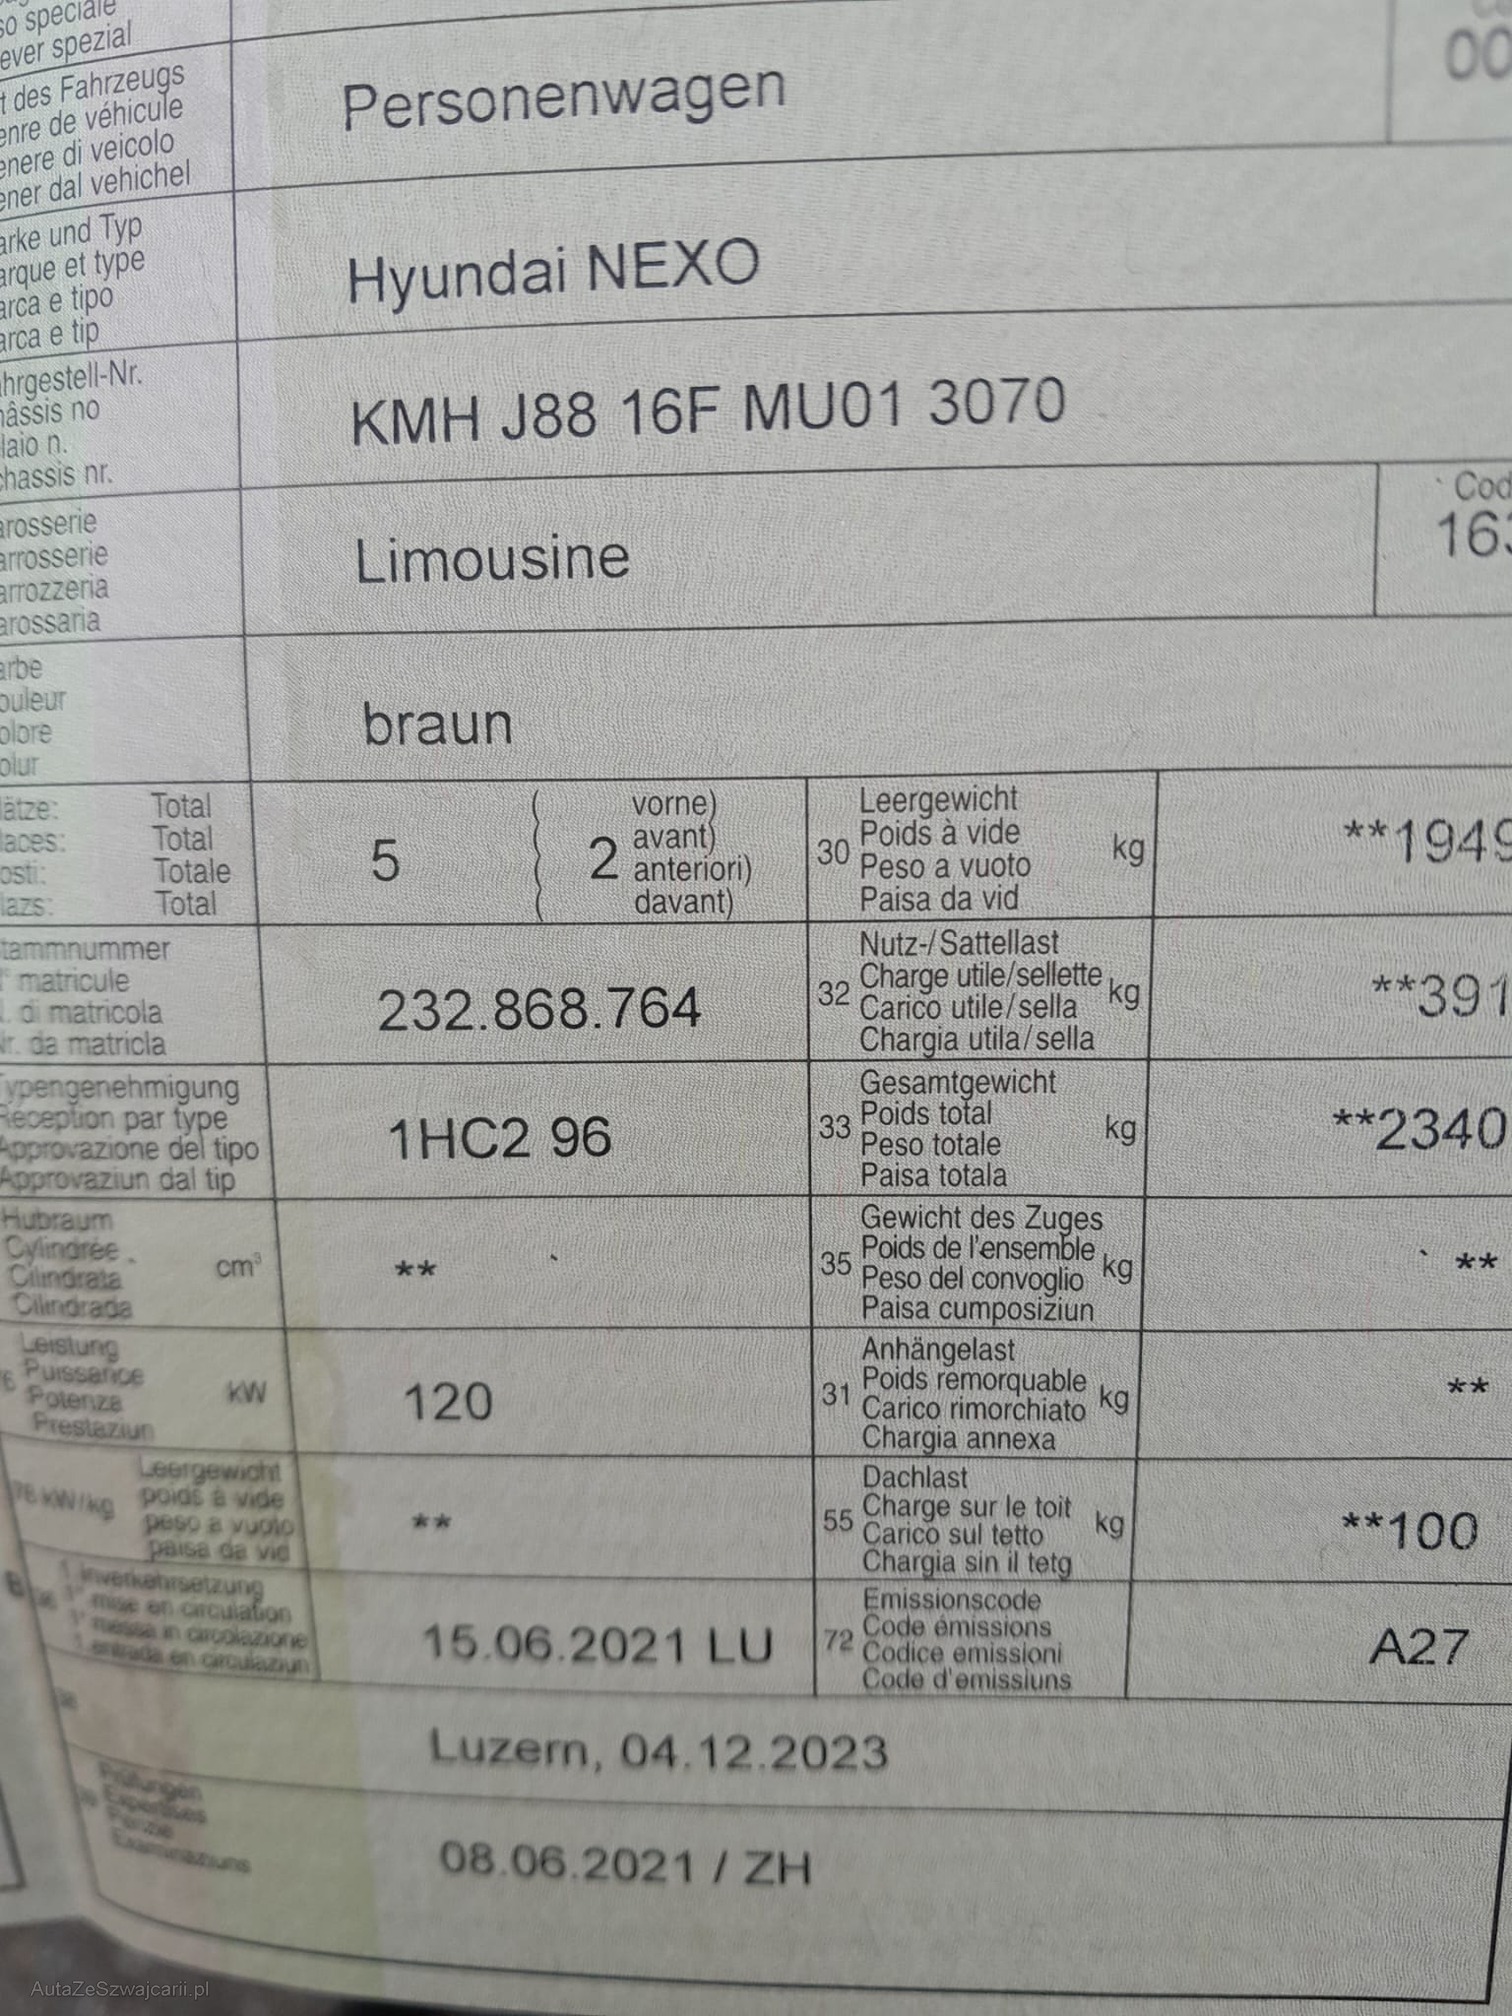 so speciale
ever spezial
t des Fahrzeugs
enre de véhicule
enere di veicolo
ener dal vehichel
Personenwagen
00
arke und Typ
arque et type
arca e tipo
arca e tip
Hyundai NEXO
hrgestell-Nr.
hâssis no
laio n.
chassis nr.
KMH J88 16F MU01 3070
arosserie
arrosserie
arrozzeria
arossaria
Limousine
Cod
163
arbe
ouleur
olore
olur
braun
lätze: Total
laces: Total
osti: Totale
lazs: Total
5 ( 2 vorne)
avant)
anteriori)
davant)
30 Leergewicht
Poids à vide
Peso a vuoto
Paisa da vid
kg
**1949
tammnummer
matricule
. di matricola
Nr. da matricla
232.868.764
32 Nutz-/Sattellast
Charge utile/sellette
Carico utile/sella
Chargia utila/sella
kg
**391
ypengenehmigung
Reception par type
Approvazione del tipo
Approvaziun dal tip
1HC2 96
33 Gesamtgewicht
Poids total
Peso totale
Paisa totala
kg
**2340
Hubraum
Cylindrée
Cilindrata
Cilindrada
cm³
**
35 Gewicht des Zuges
Poids de l'ensemble
Peso del convoglio
Paisa cumposiziun
kg
**
Leistung
Puissance
Potenza
Prestaziun
kW
120
31 Anhängelast
Poids remorquable
Carico rimorchiato
Chargia annexa
kg
**
78 kW/kg
Leergewicht
poids à vide
peso a vuoto
paisa da vid
**
55 Dachlast
Charge sur le toit
Carico sul tetto
Chargia sin il tetg
kg
**100
1. Inverkehrsetzung
1ʳᵉ mise en circulation
1ª messa in circolazione
1. entrada en circulaziun
15.06.2021 LU
72 Emissionscode
Code émissions
Codice emissioni
Code d'emissiuns
A27
Luzern, 04.12.2023
Prüfungen
Expertises
Perizie
Examinaziuns
08.06.2021 / ZH
AutaZeSzwajcarii.pl